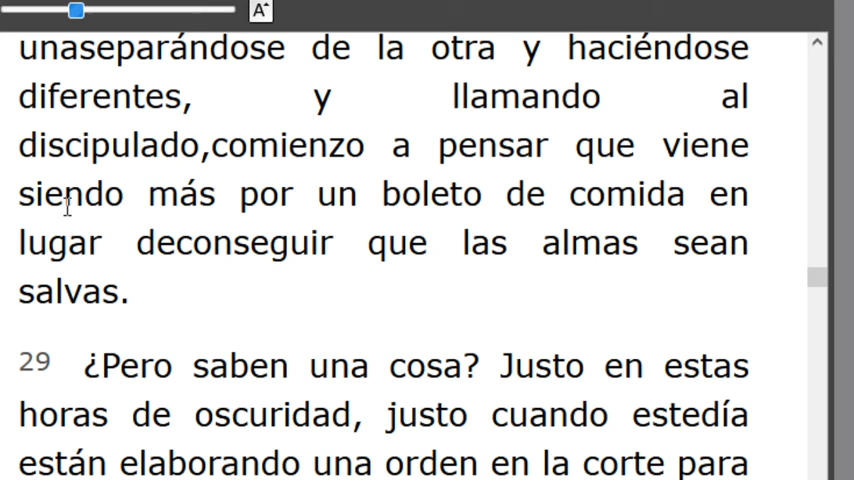 A
unaseparándose de la otra y haciéndose
diferentes, y llamando al
discipulado,comienzo a pensar que viene
siendo más por un boleto de comida en
lugar deconseguir que las almas sean
salvas.
29 ¿Pero saben una cosa? Justo en estas
horas de oscuridad, justo cuando estedía
están elaborando una orden en la corte para